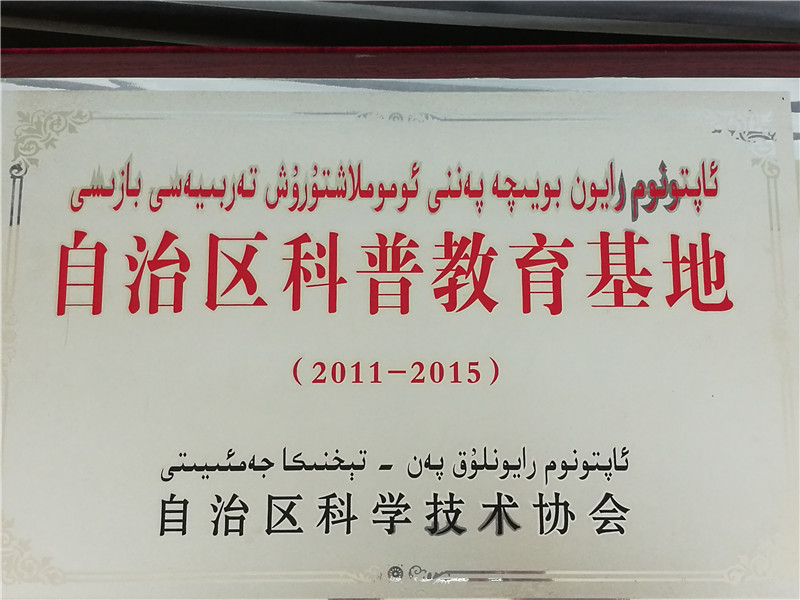 ئاپتونوم رايون بويىچە پەننى ئومۇملاشتۇرۇش تەربىيەسى بازىسى
自治区科普教育基地
(2011-2015)
ئاپتونوم رايونلۇق پەن - تېخنىكا جەمئىيىتى
自治区科学技术协会